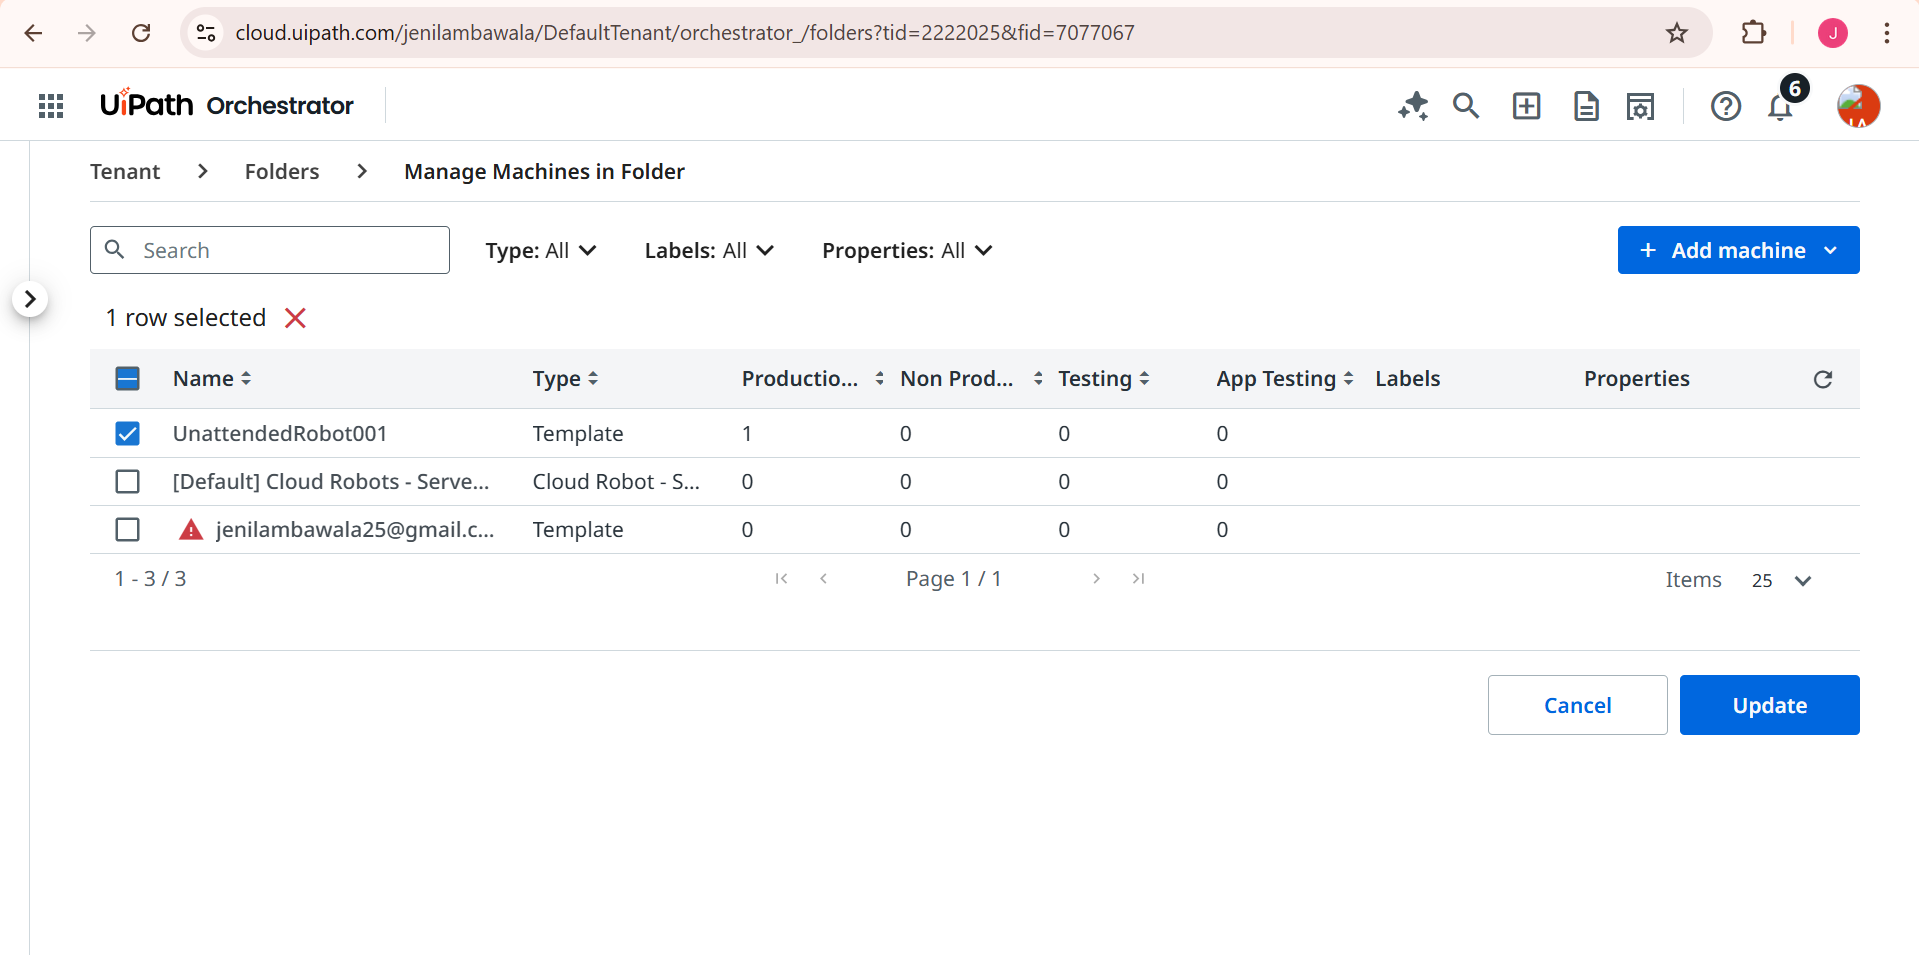 cloud.uipath.com/jenilambawala/DefaultTenant/orchestrator_/folders?tid=2222025&fid=7077067
J
UiPath Orchestrator
6
Tenant > Folders > Manage Machines in Folder
Search
Type: All
Labels: All
Properties: All
+ Add machine
1 row selected
Name Type Productio... Non Prod... Testing App Testing Labels Properties
UnattendedRobot001 Template 1 0 0 0
[Default] Cloud Robots - Serve... Cloud Robot - S... 0 0 0 0
jenilambawala25@gmail.c... Template 0 0 0 0
1 - 3 / 3 Page 1 / 1 Items 25
Cancel Update